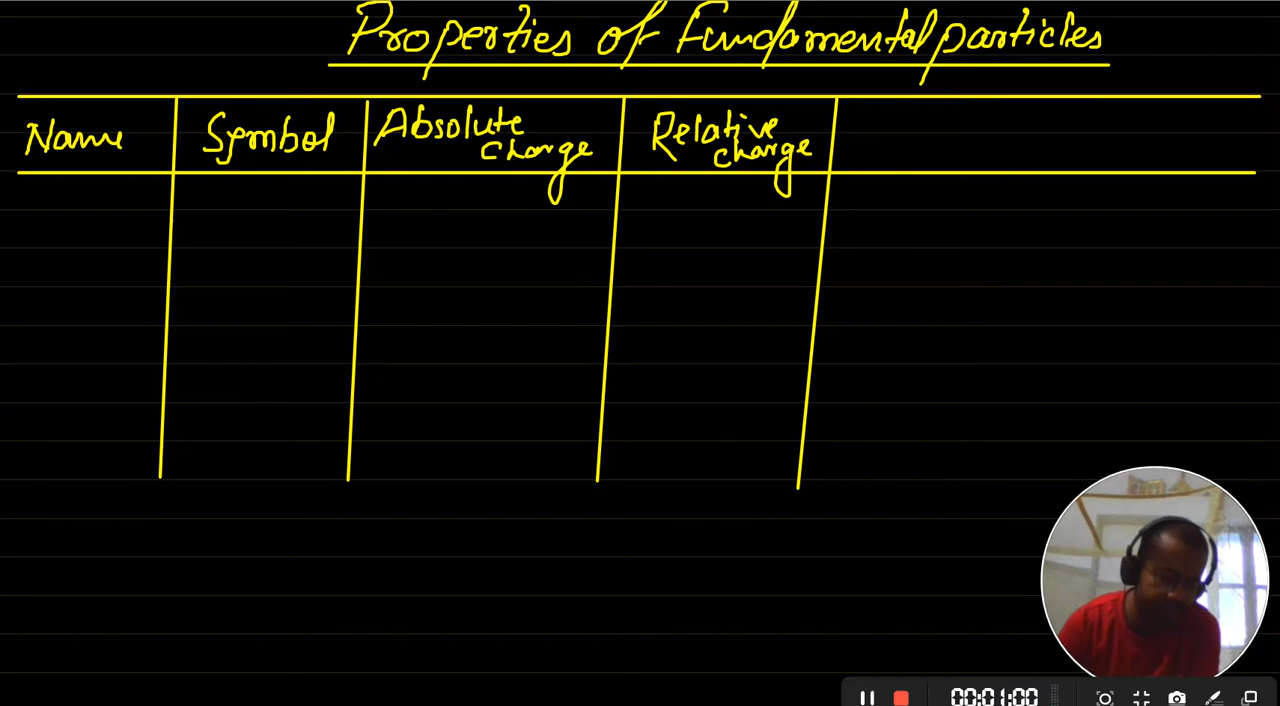 Properties of Fundamental particles
Name Symbol Absolute charge Relative charge
00:01:00